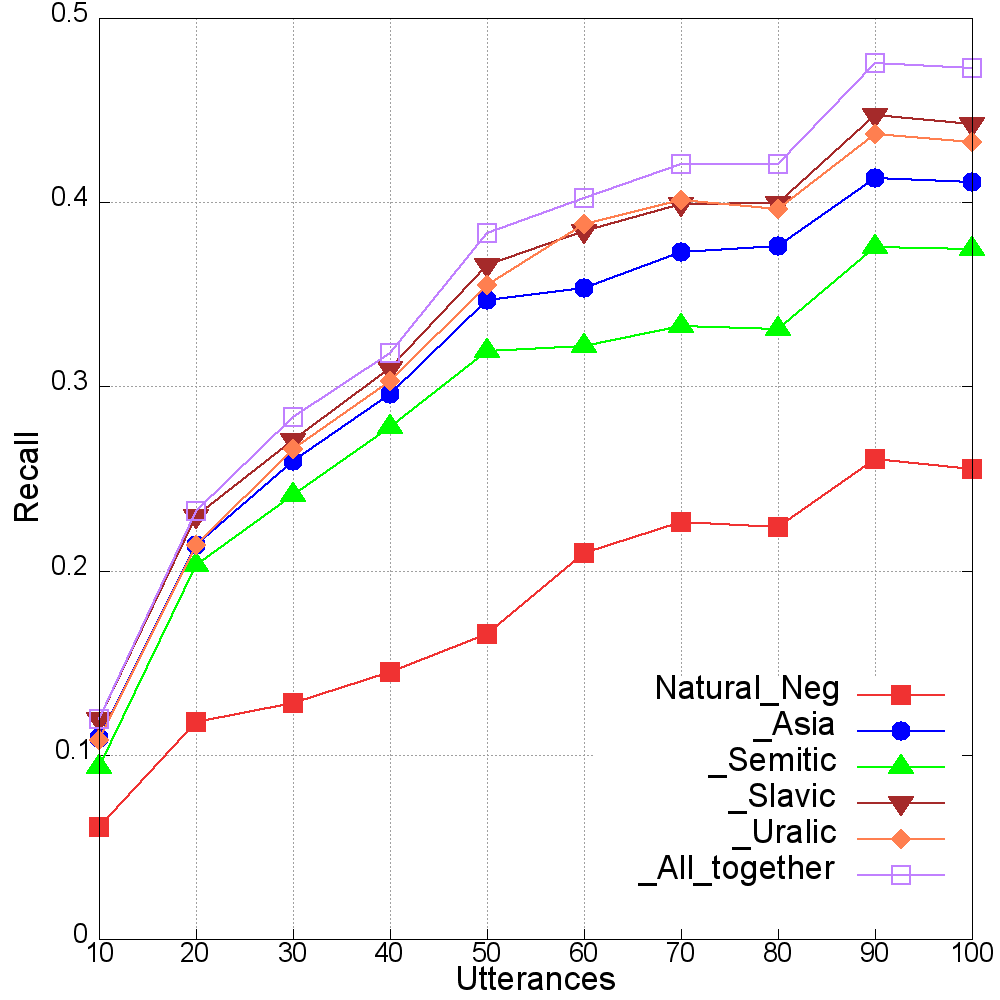 0.5
0.4
0.3
0.2
0.1
0
Recall
Natural_Neg
_Asia
_Semitic
_Slavic
_Uralic
_All_together
10 20 30 40 50 60 70 80 90 100
Utterances